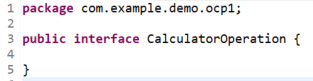 1 package com.example.demo.ocp1;
2
3 public interface CalculatorOperation {
4
5 }